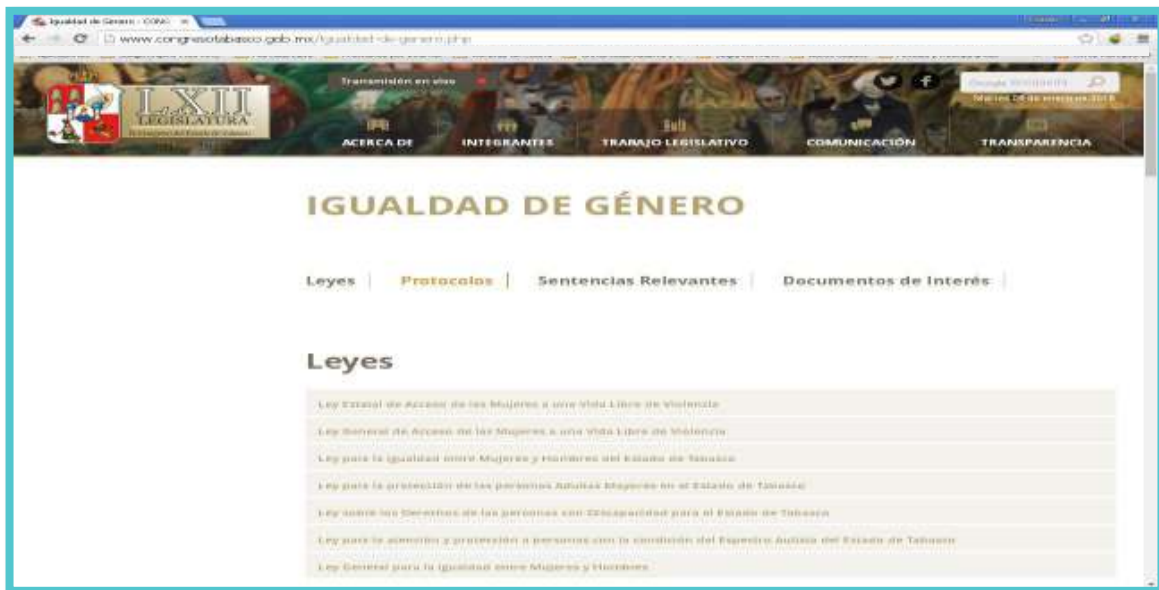 Igualdad de Género - CONG
www.congresotabasco.gob.mx/igualdad-de-genero.php
Transmisión en vivo
LXII
LEGISLATURA
ACERCA DE
INTEGRANTES
TRABAJO LEGISLATIVO
COMUNICACIÓN
TRANSPARENCIA
IGUALDAD DE GÉNERO
Leyes | Protocolos | Sentencias Relevantes | Documentos de Interés |
Leyes
Ley Estatal de Acceso de las Mujeres a una Vida Libre de Violencia
Ley General de Acceso de las Mujeres a una Vida Libre de Violencia
Ley para la igualdad entre Mujeres y Hombres del Estado de Tabasco
Ley para la protección de las personas Adultas Mayores en el Estado de Tabasco
Ley sobre los Derechos de las personas con Discapacidad para el Estado de Tabasco
Ley para la atención y protección a personas con la condición del Espectro Autista del Estado de Tabasco
Ley General para la igualdad entre Mujeres y Hombres